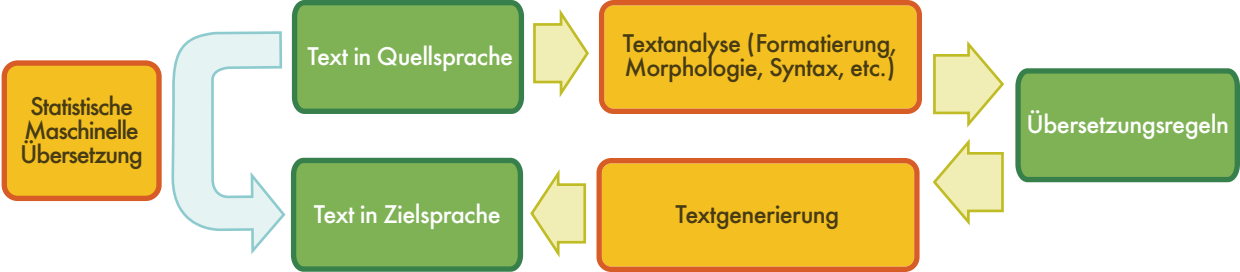 Statistische
Maschinelle
Übersetzung
Text in Quellsprache
Textanalyse (Formatierung,
Morphologie, Syntax, etc.)
Übersetzungsregeln
Textgenerierung
Text in Zielsprache